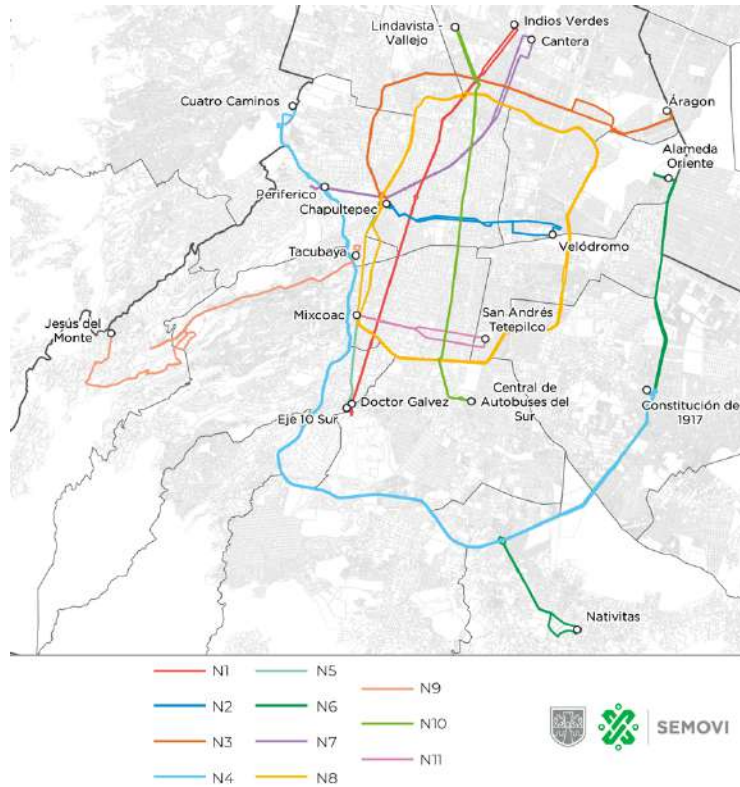 Lindavista -
Vallejo
Indios Verdes
Cantera
Cuatro Caminos
Áragon
Alameda
Oriente
Periferico
Chapultepec
Velódromo
Tacubaya
Jesús del
Monte
Mixcoac
San Andrés
Tetepilco
Doctor Galvez
Eje 10 Sur
Central de
Autobuses del
Sur
Constitución de
1917
Nativitas
N1
N2
N3
N4
N5
N6
N7
N8
N9
N10
N11
SEMOVI